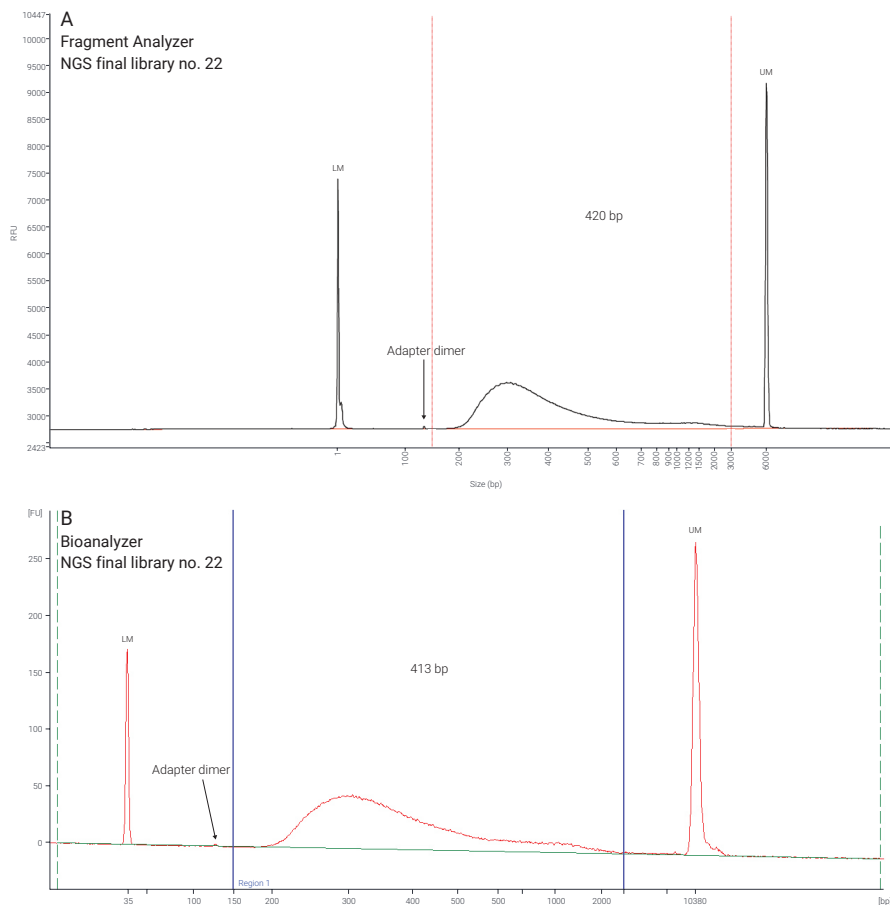 A
Fragment Analyzer
NGS final library no. 22
10447
10000
9500
9000
8500
8000
7500
7000
6500
6000
5500
5000
4500
4000
3500
3000
2423
RFU
LM
UM
420 bp
Adapter dimer
1 100 200 300 400 500 600 700 800 900 1000 1200 1500 2000 3000 6000
Size (bp)
B
Bioanalyzer
NGS final library no. 22
[FU]
250
200
150
100
50
0
LM
UM
413 bp
Adapter dimer
Region 1
35 100 150 200 300 400 500 500 1000 2000 10380 [bp